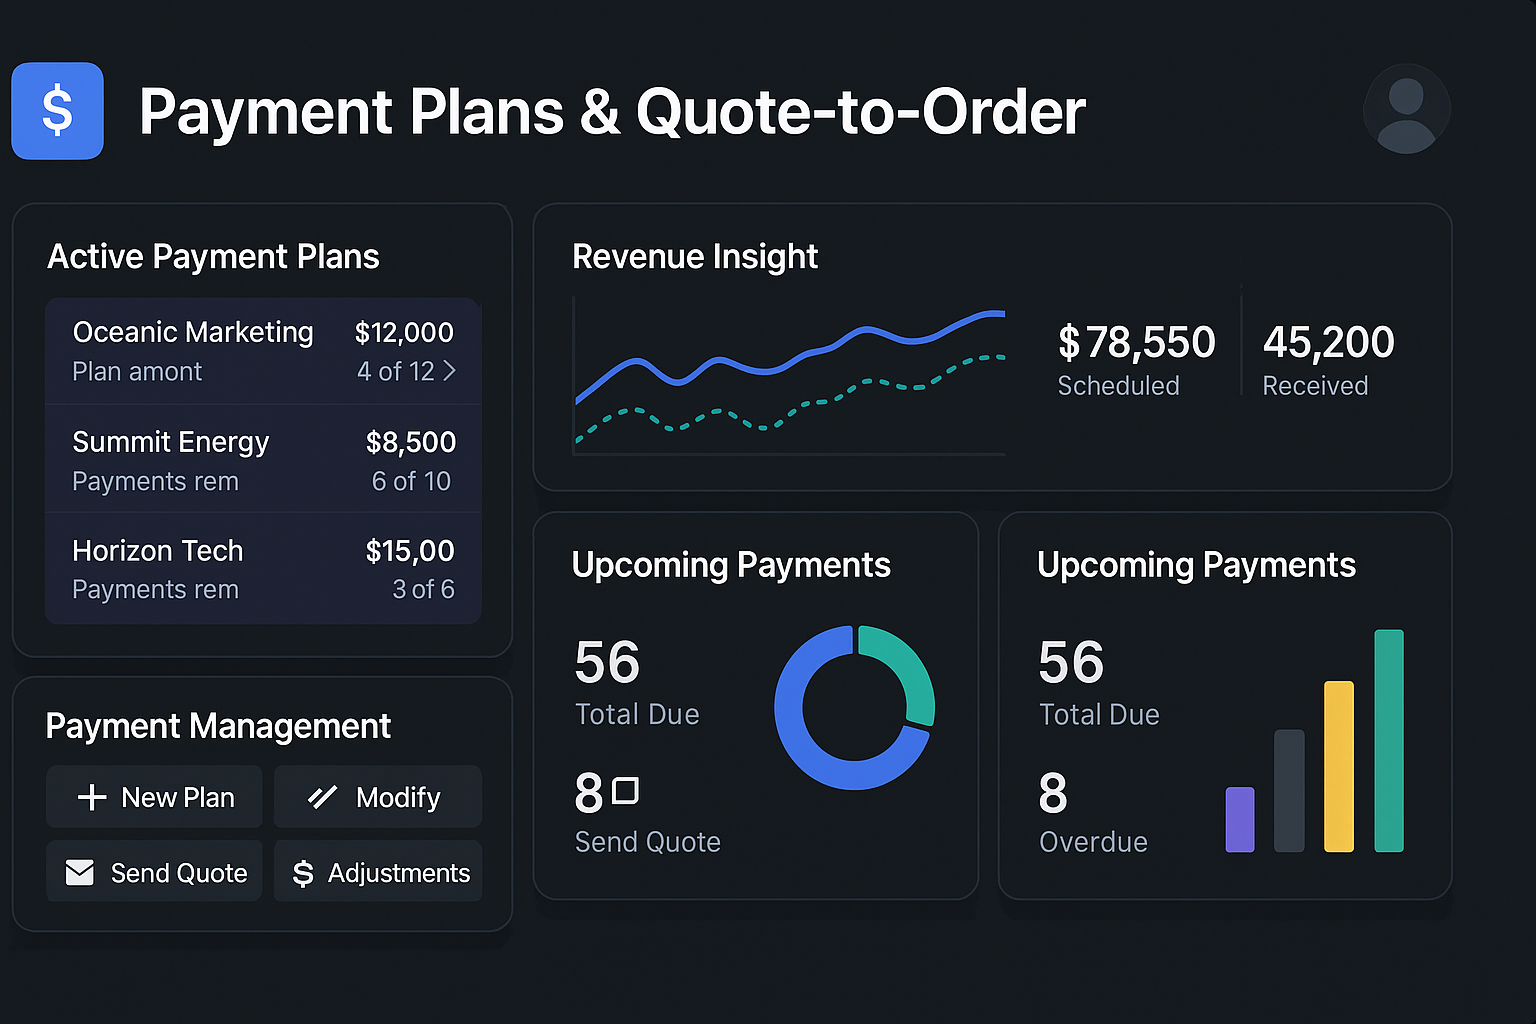 $ Payment Plans & Quote-to-Order
Active Payment Plans
Oceanic Marketing $12,000
Plan amont 4 of 12 >
Summit Energy $8,500
Payments rem 6 of 10
Horizon Tech $15,00
Payments rem 3 of 6
Payment Management
+ New Plan
Modify
Send Quote
$ Adjustments
Revenue Insight
$78,550
Scheduled
45,200
Received
Upcoming Payments
56
Total Due
8
Send Quote
Upcoming Payments
56
Total Due
8
Overdue